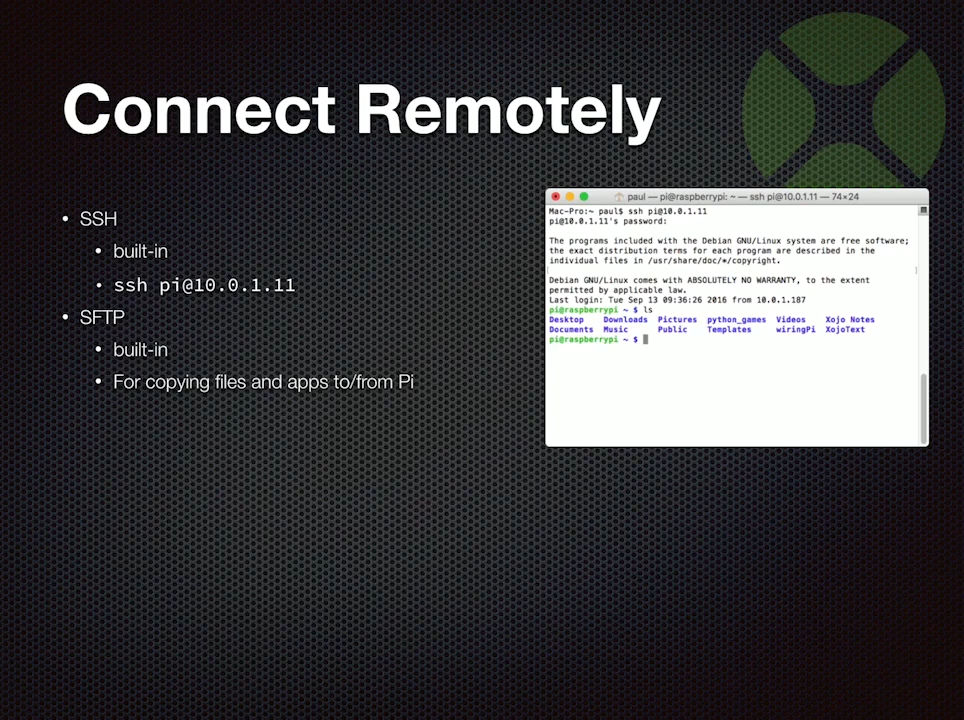 Connect Remotely
• SSH
• built-in
• ssh pi@10.0.1.11
• SFTP
• built-in
• For copying files and apps to/from Pi
paul — pi@raspberrypi: ~ — ssh pi@10.0.1.11 — 74×24
Mac-Pro:~ paul$ ssh pi@10.0.1.11
pi@10.0.1.11's password:
The programs included with the Debian GNU/Linux system are free software;
the exact distribution terms for each program are described in the
individual files in /usr/share/doc/*/copyright.
Debian GNU/Linux comes with ABSOLUTELY NO WARRANTY, to the extent
permitted by applicable law.
Last login: Tue Sep 13 09:36:26 2016 from 10.0.1.187
pi@raspberrypi ~ $ ls
Desktop Downloads Pictures python_games Videos Xojo Notes
Documents Music Public Templates wiringPi XojoText
pi@raspberrypi ~ $